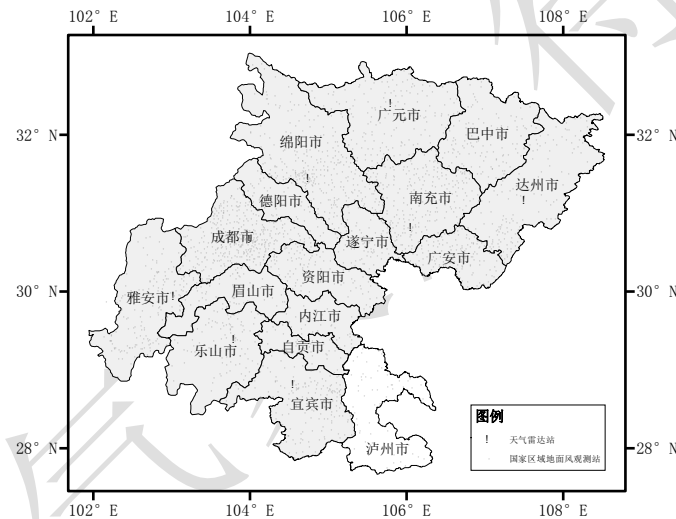 102° E
104° E
106° E
108° E
32° N
32° N
30° N
30° N
28° N
28° N
广元市
巴中市
绵阳市
达州市
德阳市
南充市
成都市
遂宁市
广安市
资阳市
雅安市
眉山市
内江市
乐山市
自贡市
宜宾市
泸州市
图例
! 天气雷达站
国家区域地面风观测站
102° E
104° E
106° E
108° E
气